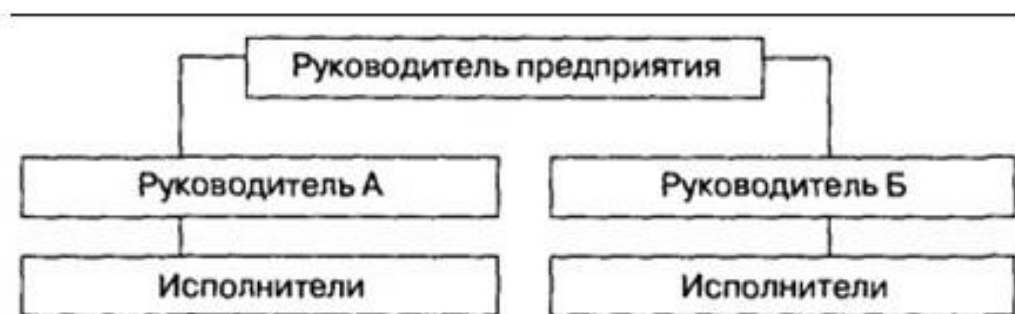 Руководитель предприятия
Руководитель А
Руководитель Б
Исполнители
Исполнители